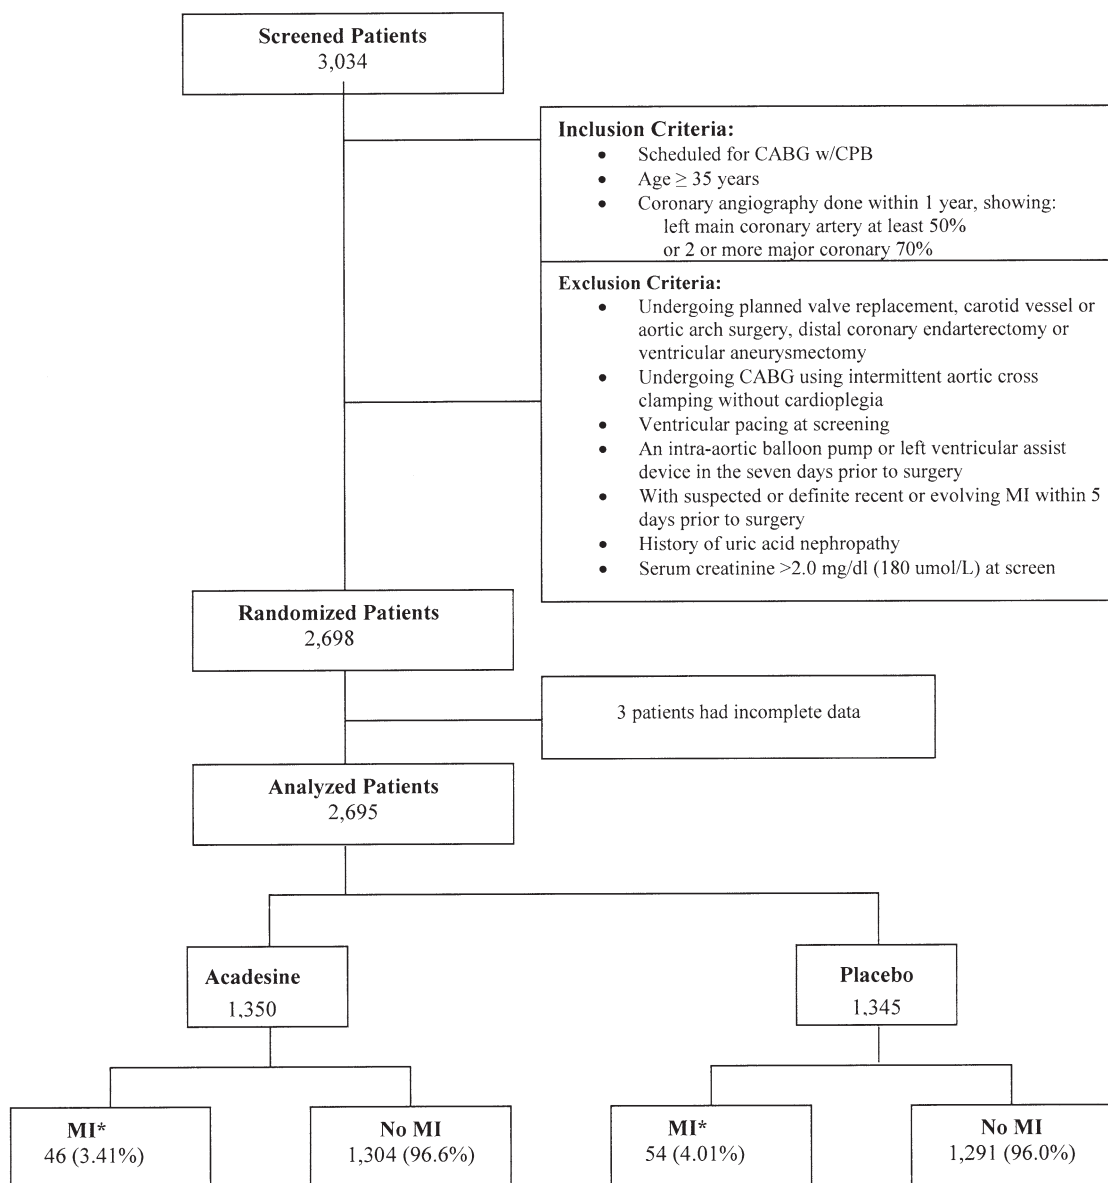 Screened Patients
3,034
Inclusion Criteria:
• Scheduled for CABG w/CPB
• Age ≥ 35 years
• Coronary angiography done within 1 year, showing:
left main coronary artery at least 50%
or 2 or more major coronary 70%
Exclusion Criteria:
• Undergoing planned valve replacement, carotid vessel or
aortic arch surgery, distal coronary endarterectomy or
ventricular aneurysmectomy
• Undergoing CABG using intermittent aortic cross
clamping without cardioplegia
• Ventricular pacing at screening
• An intra-aortic balloon pump or left ventricular assist
device in the seven days prior to surgery
• With suspected or definite recent or evolving MI within 5
days prior to surgery
• History of uric acid nephropathy
• Serum creatinine >2.0 mg/dl (180 umol/L) at screen
Randomized Patients
2,698
3 patients had incomplete data
Analyzed Patients
2,695
Acadesine
1,350
Placebo
1,345
MI*
46 (3.41%)
No MI
1,304 (96.6%)
MI*
54 (4.01%)
No MI
1,291 (96.0%)